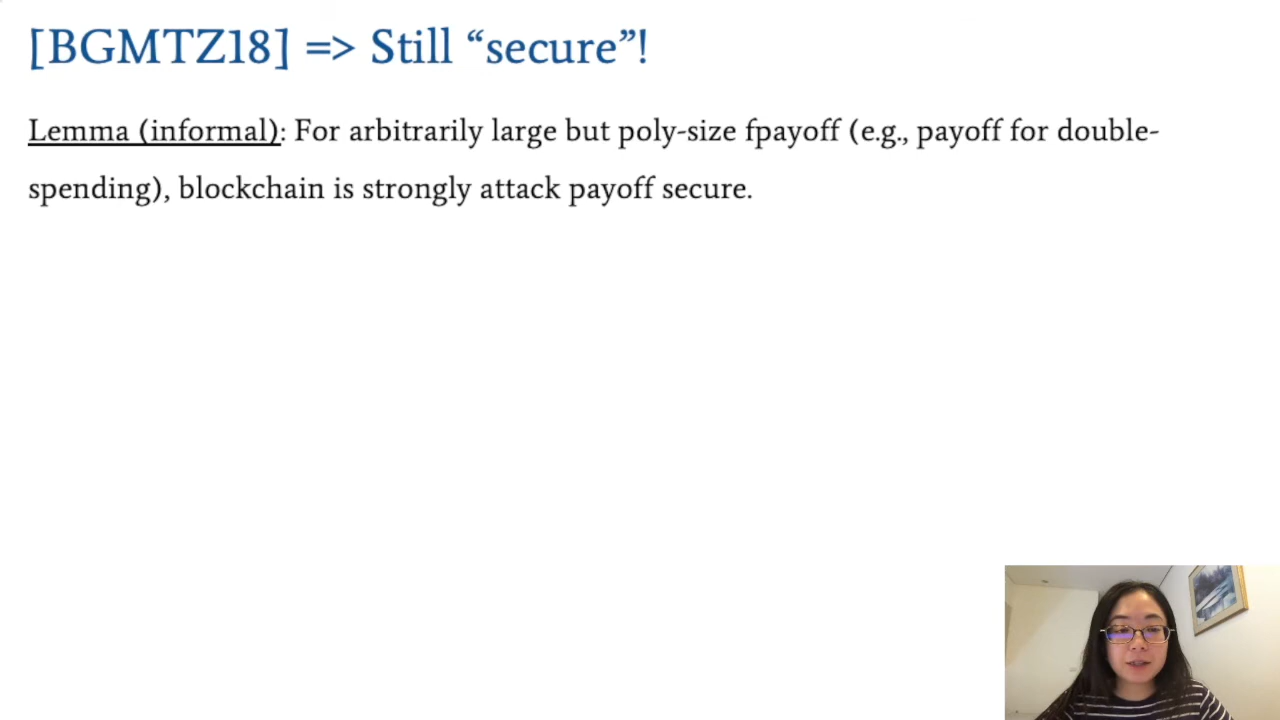 [BGMTZ18] => Still “secure”!
Lemma (informal): For arbitrarily large but poly-size fpayoff (e.g., payoff for double-
spending), blockchain is strongly attack payoff secure.